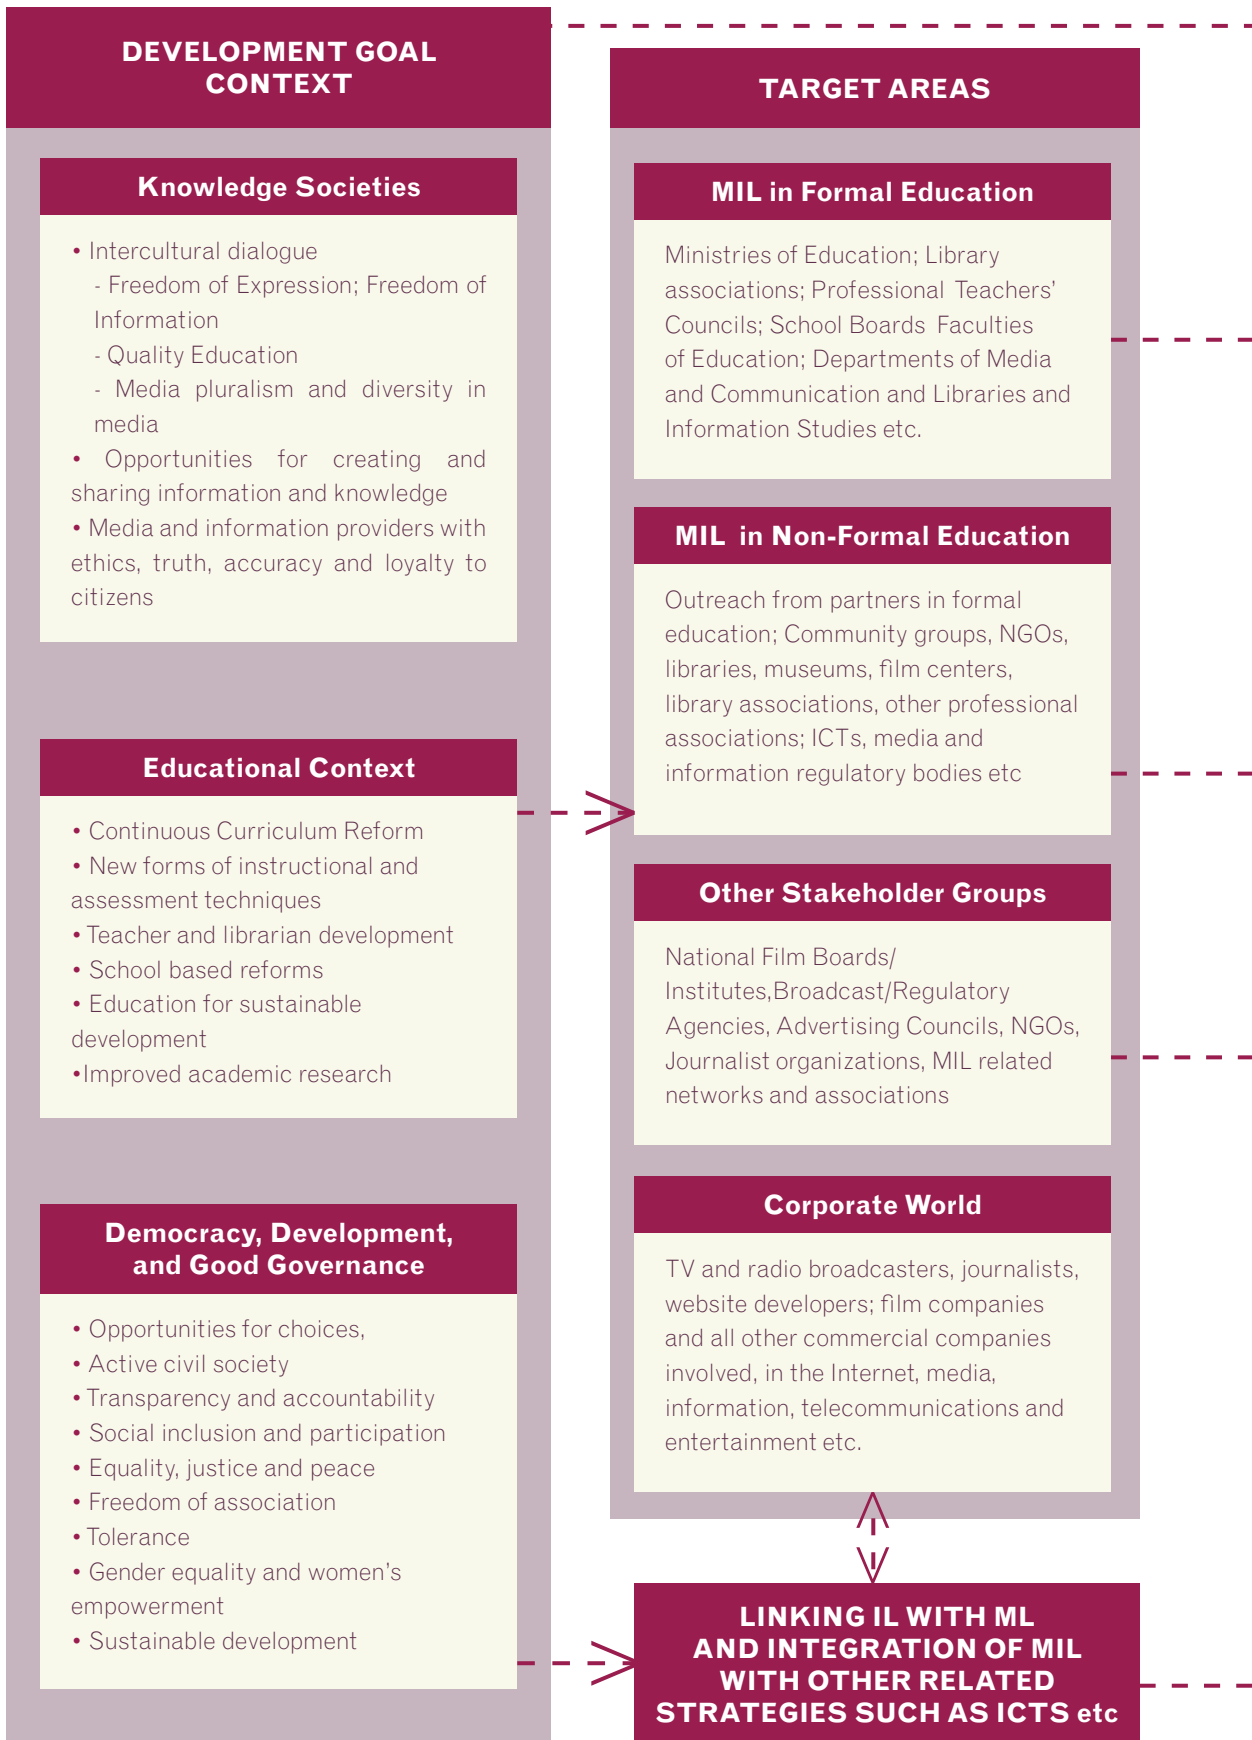 DEVELOPMENT GOAL
CONTEXT
Knowledge Societies
• Intercultural dialogue
- Freedom of Expression; Freedom of
Information
- Quality Education
- Media pluralism and diversity in
media
• Opportunities for creating and
sharing information and knowledge
• Media and information providers with
ethics, truth, accuracy and loyalty to
citizens
Educational Context
• Continuous Curriculum Reform
• New forms of instructional and
assessment techniques
• Teacher and librarian development
• School based reforms
• Education for sustainable
development
•Improved academic research
Democracy, Development,
and Good Governance
• Opportunities for choices,
• Active civil society
• Transparency and accountability
• Social inclusion and participation
• Equality, justice and peace
• Freedom of association
• Tolerance
• Gender equality and women's
empowerment
• Sustainable development
TARGET AREAS
MIL in Formal Education
Ministries of Education; Library
associations; Professional Teachers'
Councils; School Boards Faculties
of Education; Departments of Media
and Communication and Libraries and
Information Studies etc.
MIL in Non-Formal Education
Outreach from partners in formal
education; Community groups, NGOs,
libraries, museums, film centers,
library associations, other professional
associations; ICTs, media and
information regulatory bodies etc
Other Stakeholder Groups
National Film Boards/
Institutes,Broadcast/Regulatory
Agencies, Advertising Councils, NGOs,
Journalist organizations, MIL related
networks and associations
Corporate World
TV and radio broadcasters, journalists,
website developers; film companies
and all other commercial companies
involved, in the Internet, media,
information, telecommunications and
entertainment etc.
LINKING IL WITH ML
AND INTEGRATION OF MIL
WITH OTHER RELATED
STRATEGIES SUCH AS ICTS etc